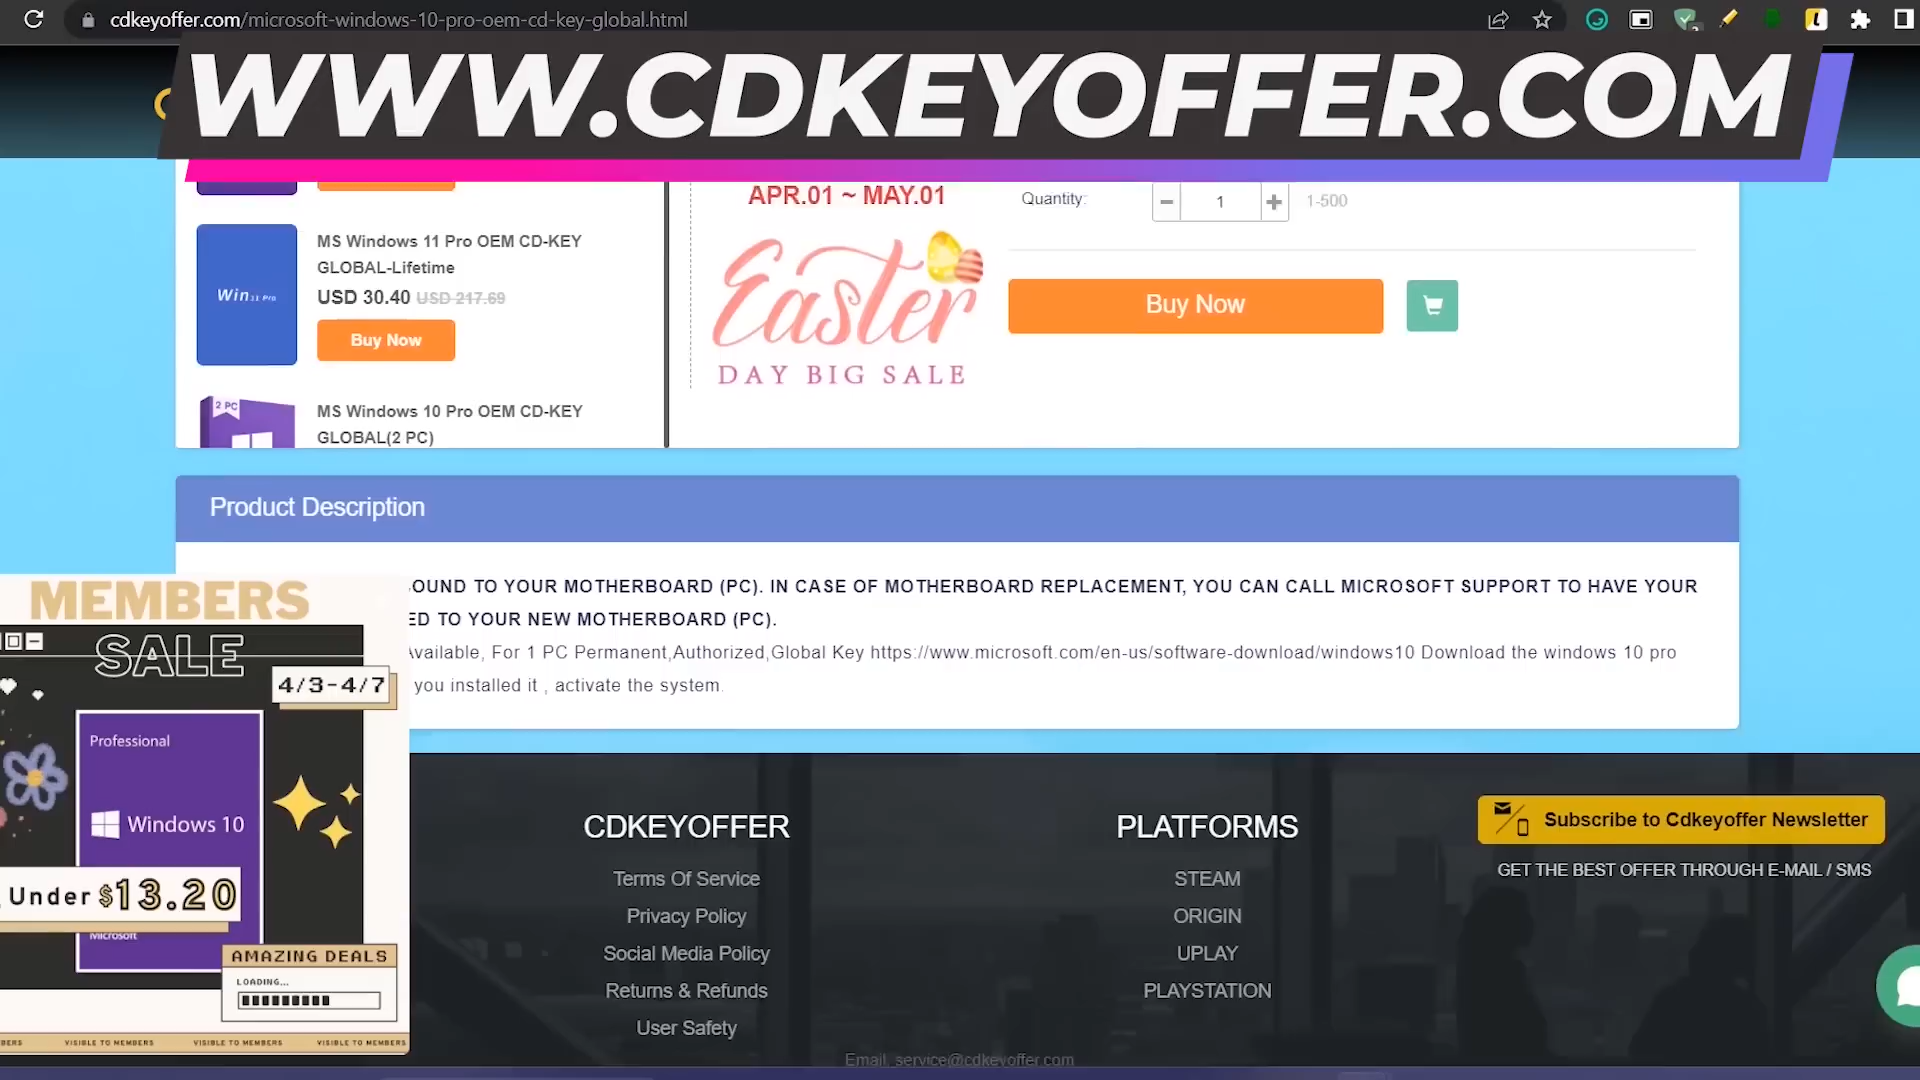 cdkeyoffer.com/microsoft-windows-10-pro-oem-cd-key-global.html
WWW.CDKEYOFFER.COM
MS Windows 11 Pro OEM CD-KEY
GLOBAL-Lifetime
USD 30.40 USD 217.69
Buy Now
Win 11 Pro
2 PC
MS Windows 10 Pro OEM CD-KEY
GLOBAL(2 PC)
APR.01 ~ MAY.01
Easter
DAY BIG SALE
Quantity:
1
1-500
Buy Now
Product Description
OUND TO YOUR MOTHERBOARD (PC). IN CASE OF MOTHERBOARD REPLACEMENT, YOU CAN CALL MICROSOFT SUPPORT TO HAVE YOUR
ED TO YOUR NEW MOTHERBOARD (PC).
Available, For 1 PC Permanent,Authorized,Global Key https://www.microsoft.com/en-us/software-download/windows10 Download the windows 10 pro
you installed it , activate the system.
MEMBERS
SALE
4/3-4/7
Professional
Windows 10
Under $13.20
Microsoft
AMAZING DEALS
LOADING...
BERS VISIBLE TO MEMBERS VISIBLE TO MEMBERS VISIBLE TO MEMBERS
CDKEYOFFER
Terms Of Service
Privacy Policy
Social Media Policy
Returns & Refunds
User Safety
PLATFORMS
STEAM
ORIGIN
UPLAY
PLAYSTATION
Subscribe to Cdkeyoffer Newsletter
GET THE BEST OFFER THROUGH E-MAIL / SMS
Email. service@cdkeyoffer.com